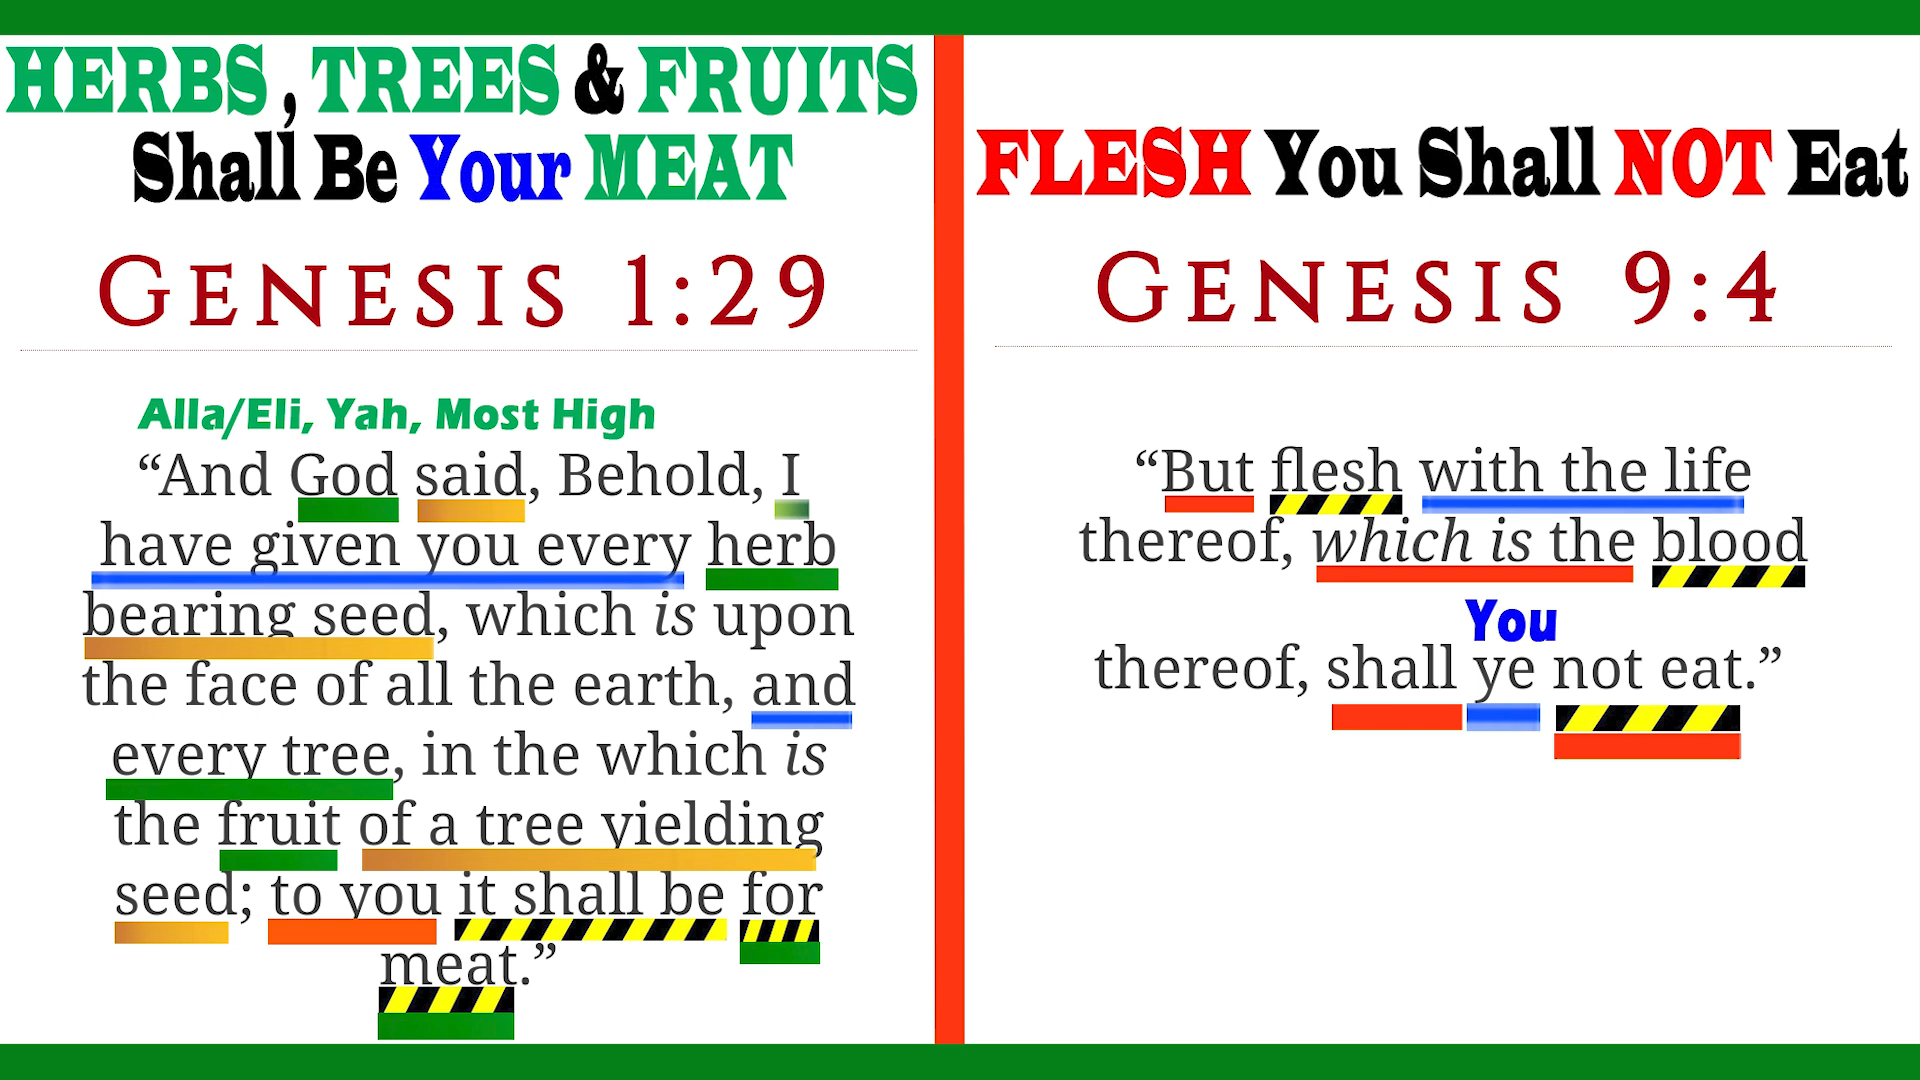 HERBS, TREES & FRUITS
Shall Be Your MEAT
GENESIS 1:29
Alla/Eli, Yah, Most High
“And God said, Behold, I
have given you every herb
bearing seed, which is upon
the face of all the earth, and
every tree, in the which is
the fruit of a tree yielding
seed; to you it shall be for
meat.”
FLESH You Shall NOT Eat
GENESIS 9:4
“But flesh with the life
thereof, which is the blood
You
thereof, shall ye not eat.”